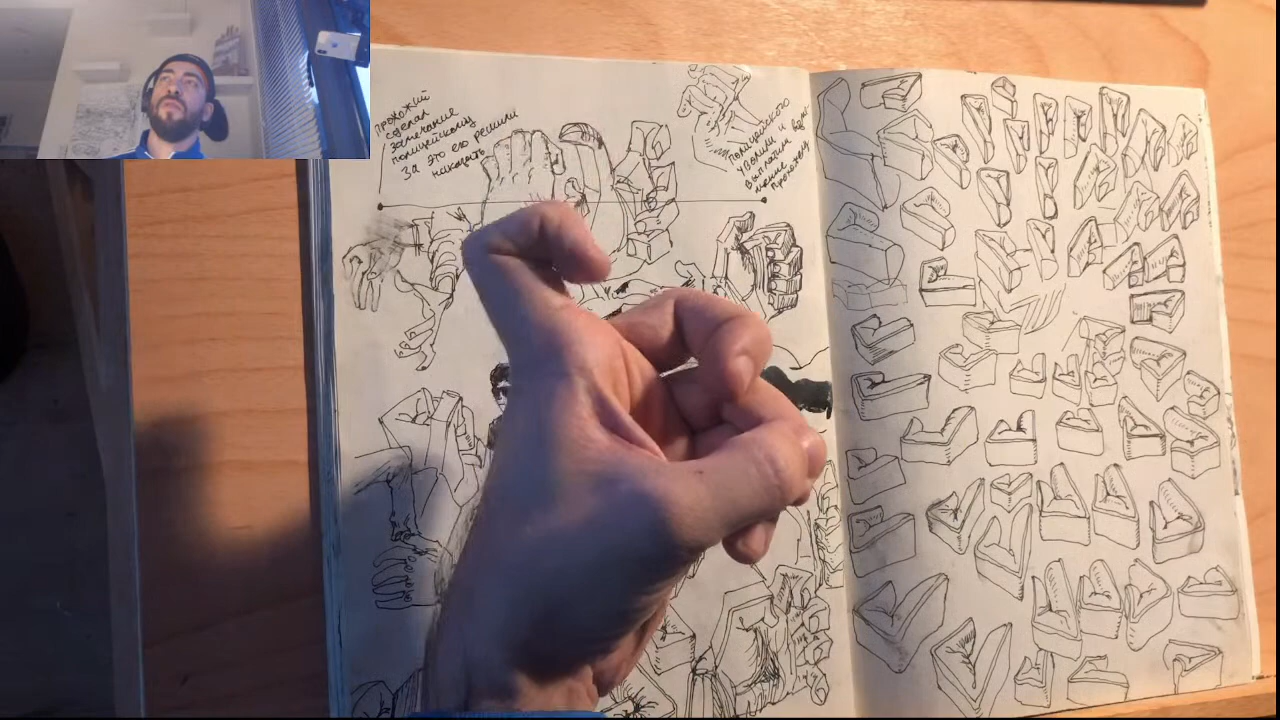 Прохожий
сделал
замечание
полицейскому
за это его решили
наказать
полицейского
уволили и
выплатили
прохожему